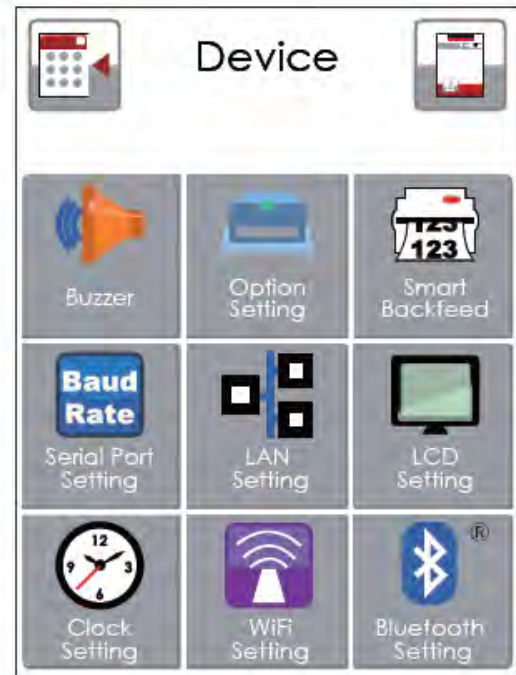 Device
Buzzer
Option
Setting
123
123
Smart
Backfeed
Baud
Rate
Serial Port
Setting
LAN
Setting
LCD
Setting
12
9
3
6
Clock
Setting
WiFi
Setting
®
Bluetooth
Setting